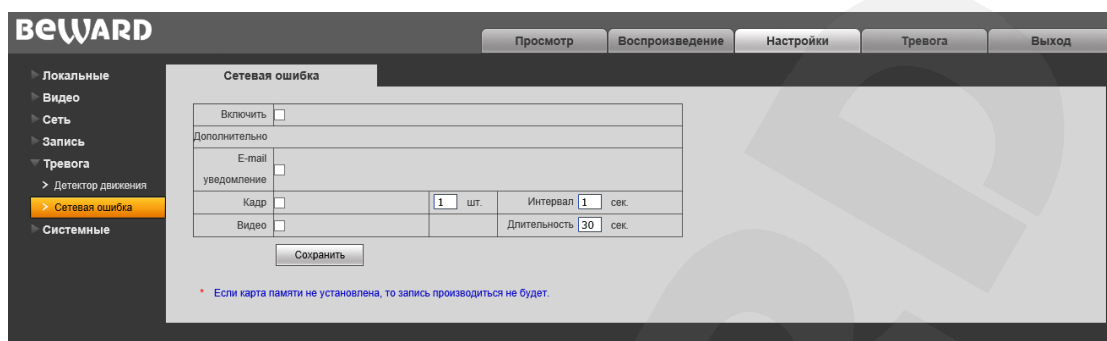 BEWARD
Просмотр Воспроизведение Настройки Тревога Выход
Локальные
Видео
Сеть
Запись
Тревога
Детектор движения
Сетевая ошибка
Системные
Сетевая ошибка
Включить
Дополнительно
E-mail
уведомление
Кадр 1 шт. Интервал 1 сек.
Видео Длительность 30 сек.
Сохранить
* Если карта памяти не установлена, то запись производиться не будет.